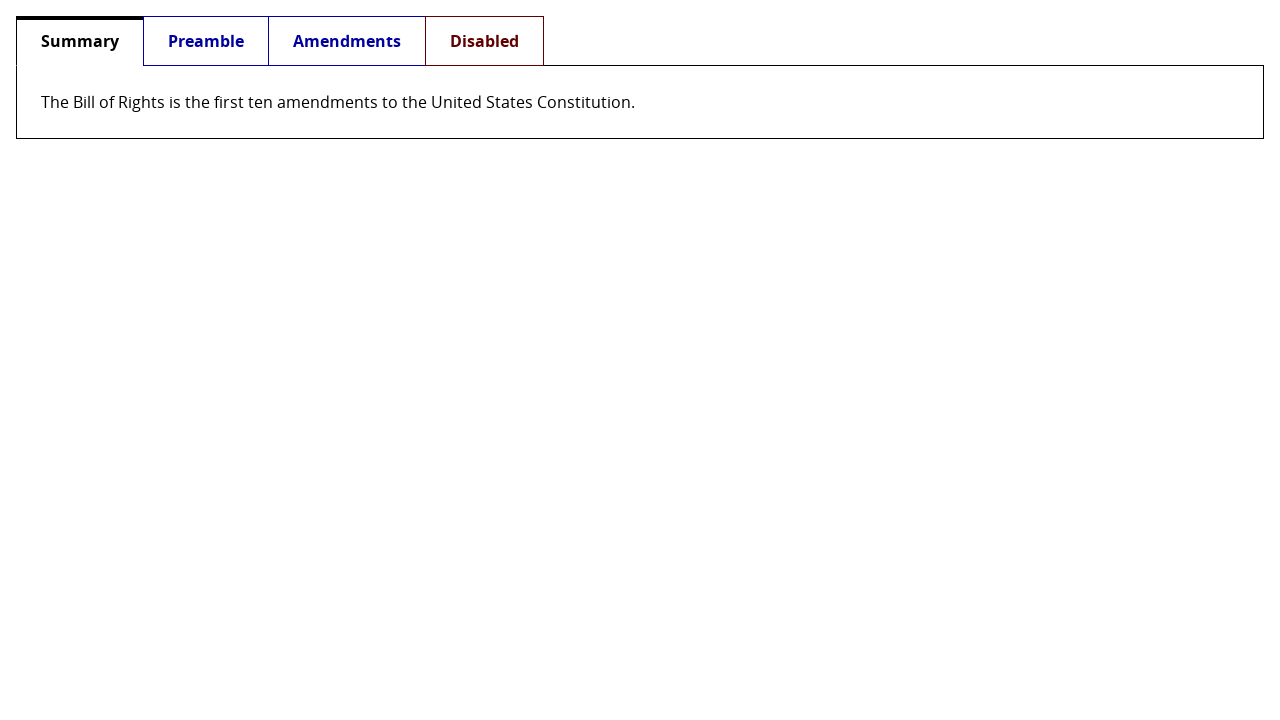 Summary Preamble Amendments Disabled
The Bill of Rights is the first ten amendments to the United States Constitution.